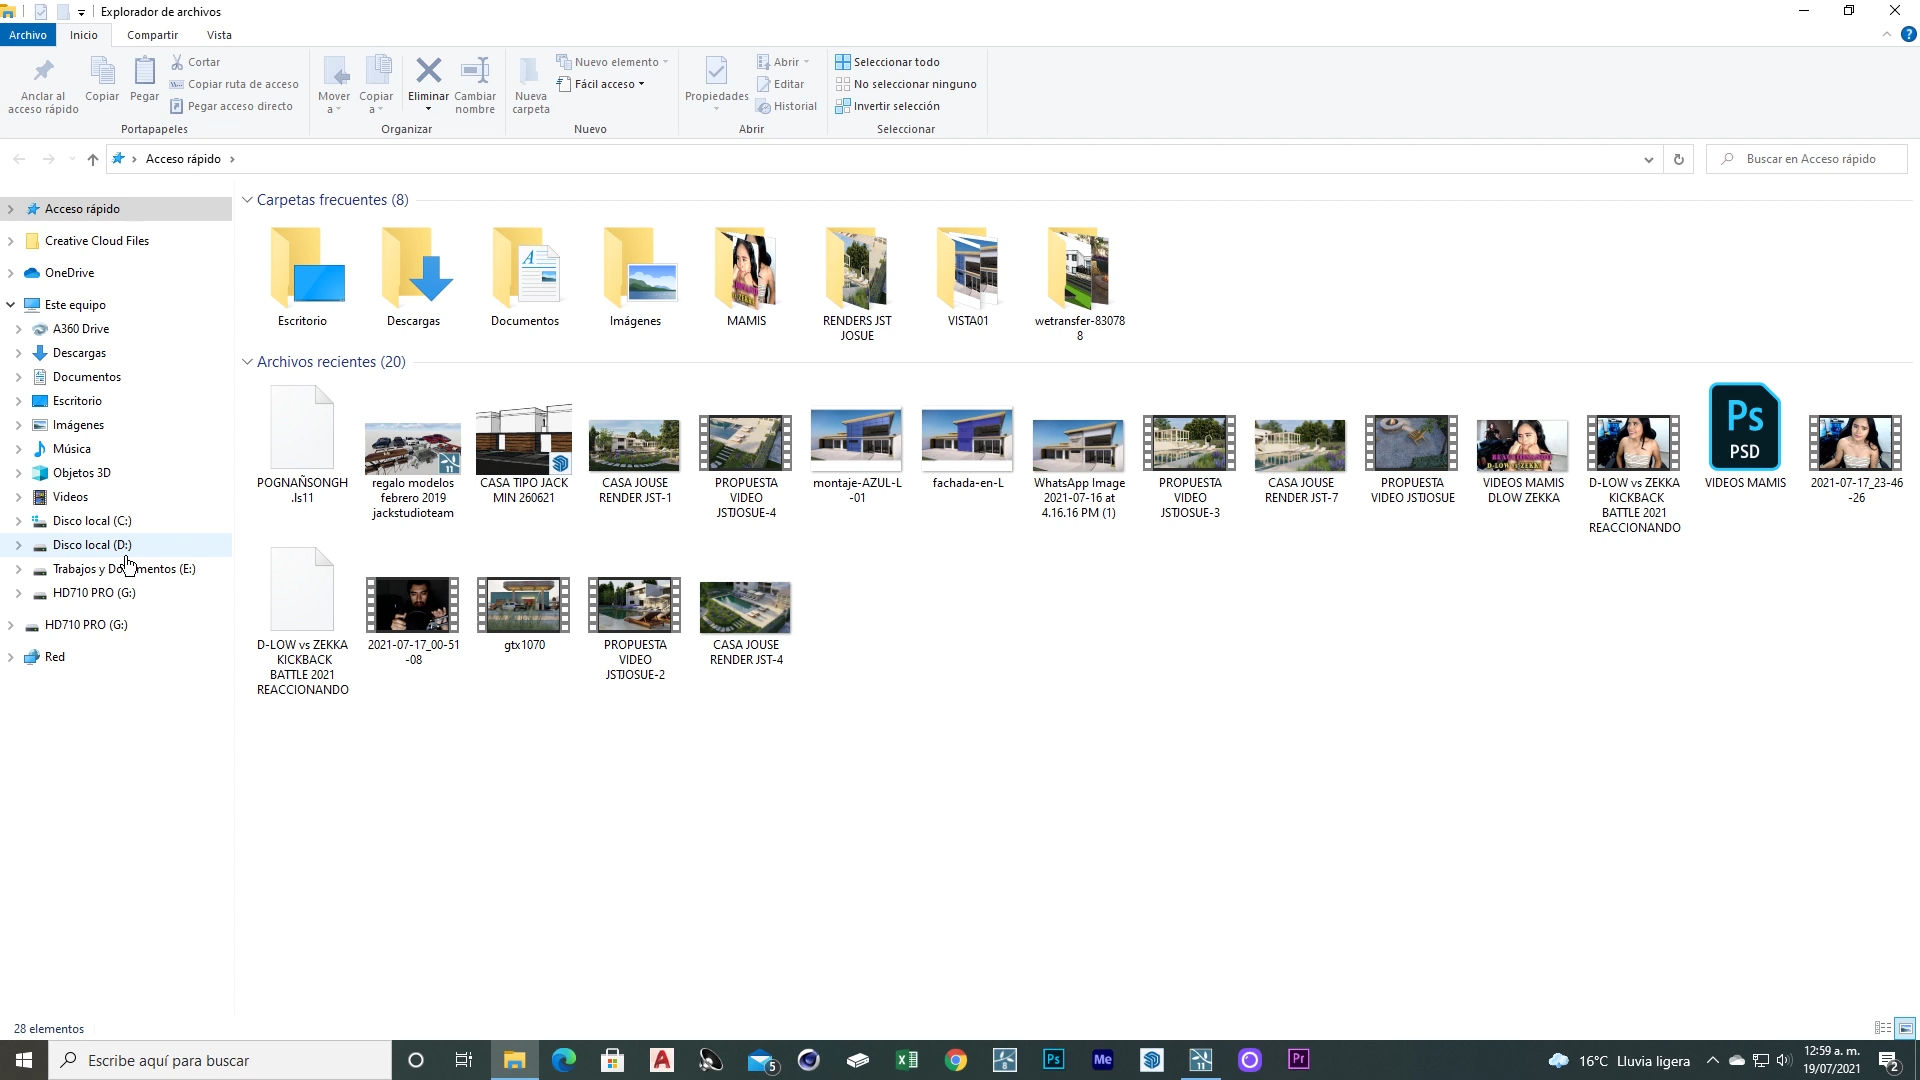 Explorador de archivos
Archivo Inicio Compartir Vista
Anclar al acceso rápido
Copiar
Pegar
Cortar
Copiar ruta de acceso
Pegar acceso directo
Portapapeles
Mover a
Copiar a
Eliminar
Cambiar nombre
Organizar
Nueva carpeta
Nuevo elemento
Fácil acceso
Nuevo
Propiedades
Abrir
Editar
Historial
Abrir
Seleccionar todo
No seleccionar ninguno
Invertir selección
Seleccionar
Acceso rápido
Buscar en Acceso rápido
Acceso rápido
Creative Cloud Files
OneDrive
Este equipo
A360 Drive
Descargas
Documentos
Escritorio
Imágenes
Música
Objetos 3D
Videos
Disco local (C:)
Disco local (D:)
Trabajos y Documentos (E:)
HD710 PRO (G:)
HD710 PRO (G:)
Red
Carpetas frecuentes (8)
Escritorio
Descargas
Documentos
Imágenes
MAMIS
RENDERS JST
JOSUE
VISTA01
wetransfer-83078
8
Archivos recientes (20)
POGNAÑSONGH
.ls11
regalo modelos
febrero 2019
jackstudioteam
CASA TIPO JACK
MIN 260621
CASA JOUSE
RENDER JST-1
PROPUESTA
VIDEO
JSTJOSUE-4
montaje-AZUL-L
-01
fachada-en-L
WhatsApp Image
2021-07-16 at
4.16.16 PM (1)
PROPUESTA
VIDEO
JSTJOSUE-3
CASA JOUSE
RENDER JST-7
PROPUESTA
VIDEO JSTJOSUE
VIDEOS MAMIS
DLOW ZEKKA
D-LOW vs ZEKKA
KICKBACK
BATTLE 2021
REACCIONANDO
Ps
PSD
VIDEOS MAMIS
2021-07-17_23-46
-26
D-LOW vs ZEKKA
KICKBACK
BATTLE 2021
REACCIONANDO
2021-07-17_00-51
-08
gtx1070
PROPUESTA
VIDEO
JSTJOSUE-2
CASA JOUSE
RENDER JST-4
28 elementos
Escribe aquí para buscar
5
8
Ps
Me
11
Pr
16°C Lluvia ligera
12:59 a. m.
19/07/2021
2